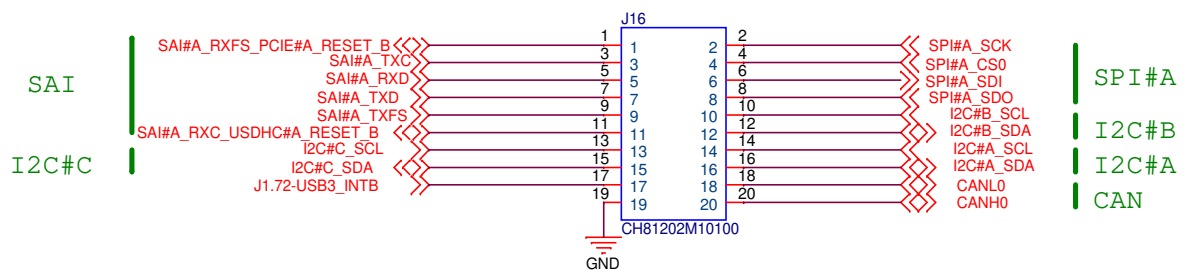 J16
1 1 2 2
SAI#A_RXFS_PCIE#A_RESET_B SPI#A_SCK
3 3 4 4
SAI#A_TXC SPI#A_CS0
5 5 6 6
SAI#A_RXD SPI#A_SDI
SAI SPI#A
7 7 8 8
SAI#A_TXD SPI#A_SDO
9 9 10 10
SAI#A_TXFS I2C#B_SCL
11 11 12 12
SAI#A_RXC_USDHC#A_RESET_B I2C#B_SDA I2C#B
13 13 14 14
I2C#C_SCL I2C#A_SCL
15 15 16 16
I2C#C I2C#C_SDA I2C#A_SDA I2C#A
17 17 18 18
J1.72-USB3_INTB CANL0
19 19 20 20
CANH0 CAN
CH81202M10100
GND